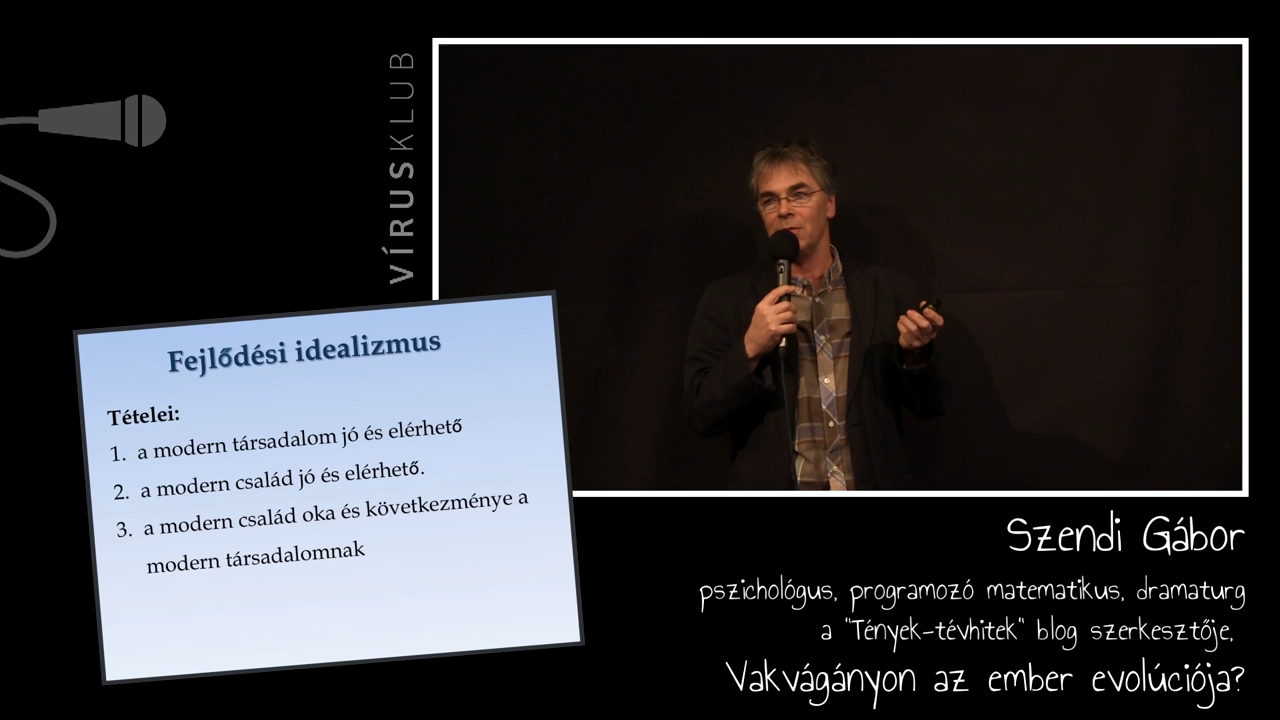 VÍRUSKLUB
Fejlődési idealizmus
Tételei:
1. a modern társadalom jó és elérhető
2. a modern család jó és elérhető.
3. a modern család oka és következménye a
modern társadalomnak
Szendi Gábor
pszichológus, programozó matematikus, dramaturg
a "Tények-tévhitek" blog szerkesztője,
Vakvágányon az ember evolúciója?